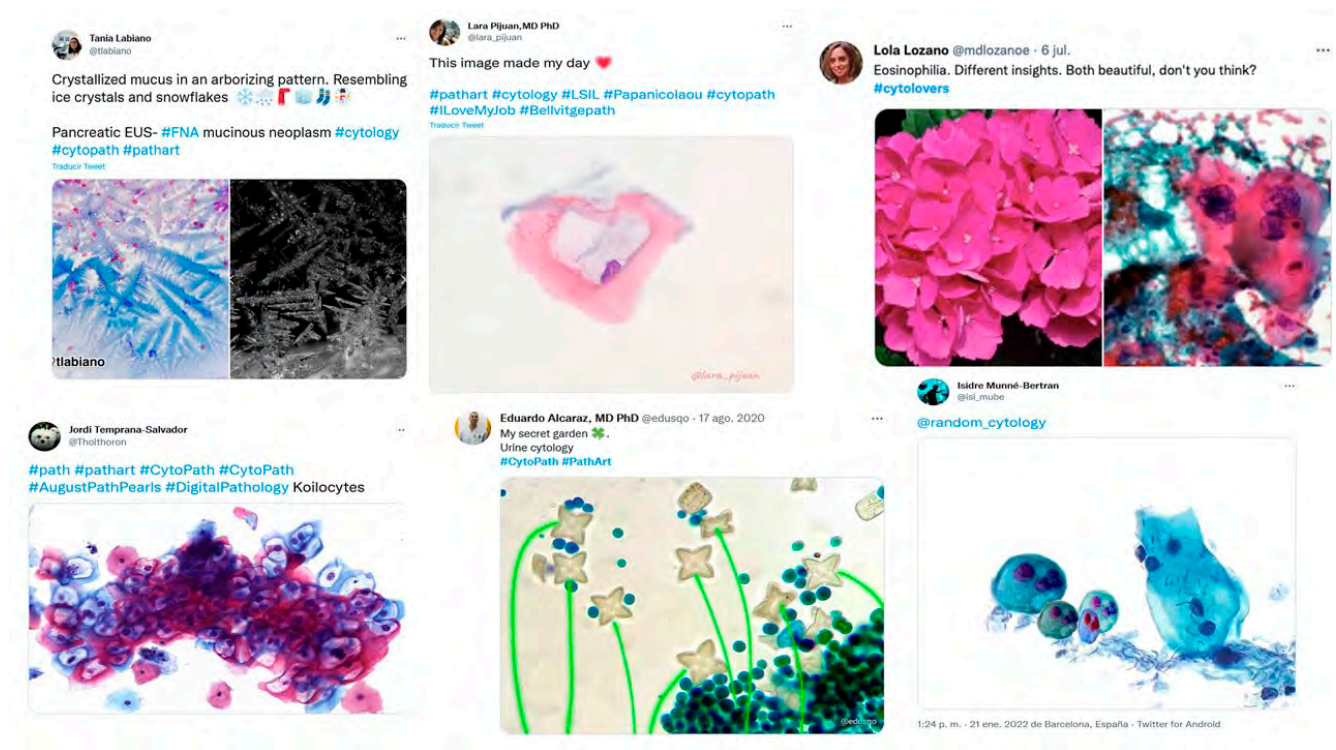 Tania Labiano
@tlabiano
Crystallized mucus in an arborizing pattern. Resembling
ice crystals and snowflakes ❄️🌨️🧣🧊🧦⛄
Pancreatic EUS- #FNA mucinous neoplasm #cytology
#cytopath #pathart
Traducir Tweet
tlabiano
Lara Pijuan,MD PhD
@lara_pijuan
This image made my day ❤️
#pathart #cytology #LSIL #Papanicolaou #cytopath
#ILoveMyJob #Bellvitgepath
Traducir Tweet
@lara_pijuan
Lola Lozano @mdlozanoe · 6 jul.
Eosinophilia. Different insights. Both beautiful, don't you think?
#cytolovers
Jordi Temprana-Salvador
@Tholthoron
#path #pathart #CytoPath #CytoPath
#AugustPathPearls #DigitalPathology Koilocytes
Eduardo Alcaraz, MD PhD @edusqo · 17 ago. 2020
My secret garden 🍀.
Urine cytology
#CytoPath #PathArt
@edusqo
Isidre Munné-Bertran
@isi_mube
@random_cytology
1:24 p. m. · 21 ene. 2022 de Barcelona, España · Twitter for Android